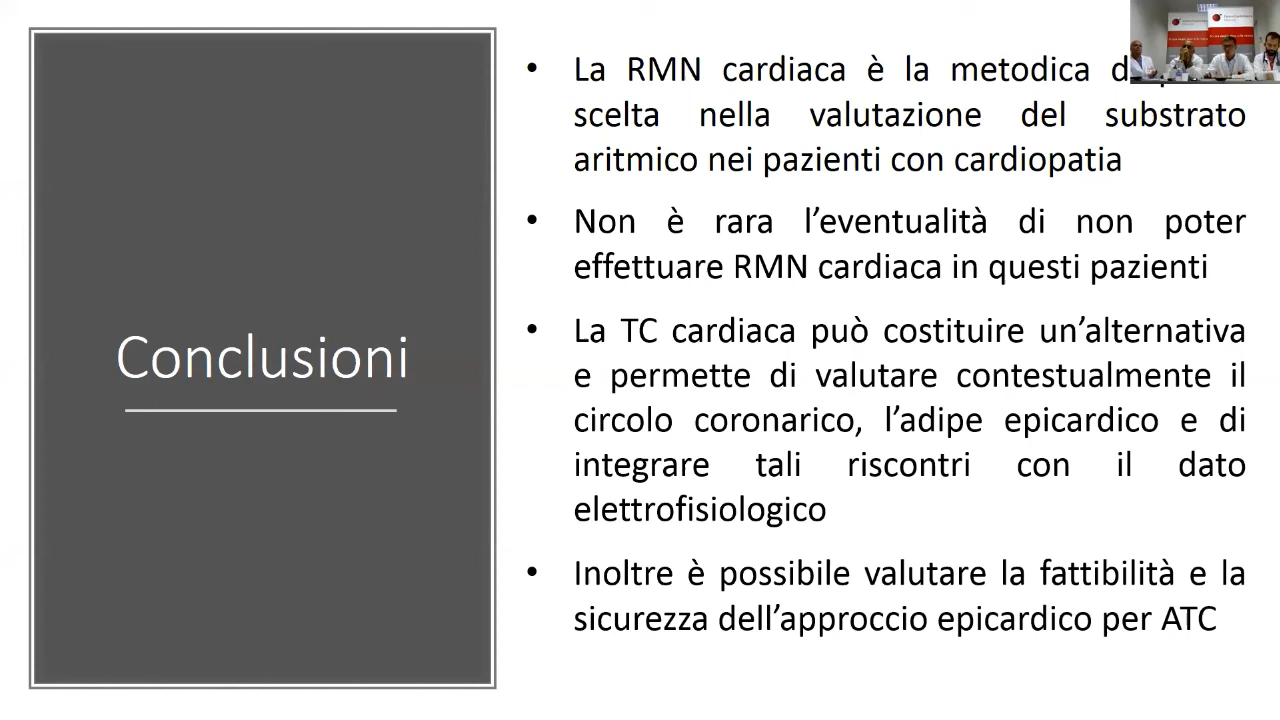 Conclusioni
• La RMN cardiaca è la metodica
scelta nella valutazione del substrato
aritmico nei pazienti con cardiopatia
• Non è rara l’eventualità di non poter
effettuare RMN cardiaca in questi pazienti
• La TC cardiaca può costituire un’alternativa
e permette di valutare contestualmente il
circolo coronarico, l’adipe epicardico e di
integrare tali riscontri con il dato
elettrofisiologico
• Inoltre è possibile valutare la fattibilità e la
sicurezza dell’approccio epicardico per ATC